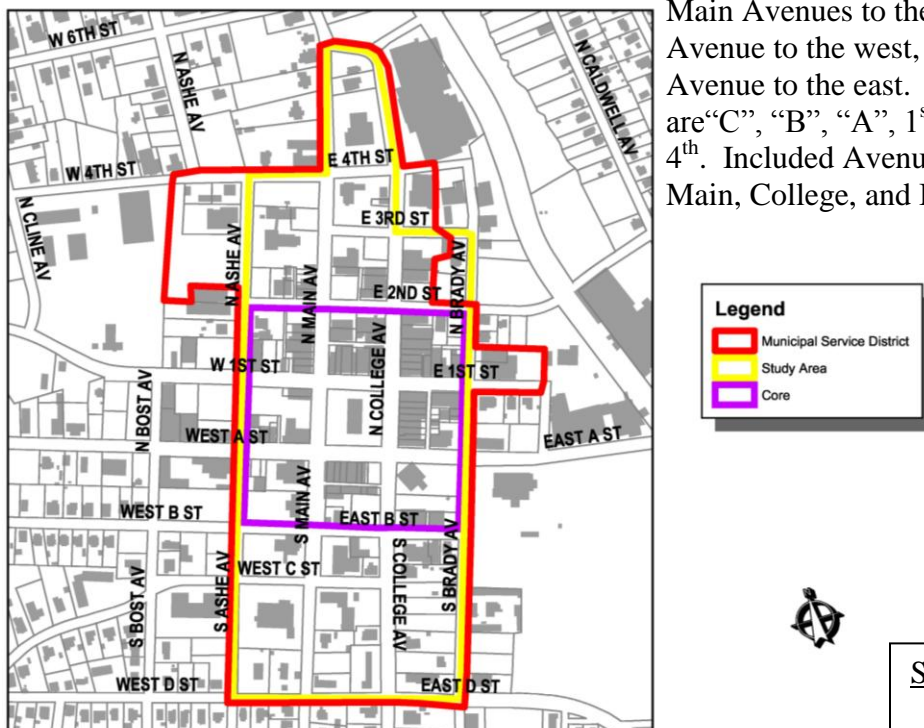 Main Avenues to the
Avenue to the west,
Avenue to the east.
are“C”, “B”, “A”, 1
4th. Included Avenu
Main, College, and
W 6TH ST
N ASHE AV
N CALDWELL AV
E 4TH ST
W 4TH ST
N CLINE AV
E 3RD ST
N ASHE AV
N MAIN AV
E 2ND ST
N BRADY AV
W 1ST ST
N COLLEGE AV
E 1ST ST
N BOST AV
WEST A ST
EAST A ST
S MAIN AV
WEST B ST
EAST B ST
WEST C ST
S COLLEGE AV
S BRADY AV
S BOST AV
S ASHE AV
WEST D ST
EAST D ST
Legend
Municipal Service District
Study Area
Core
S